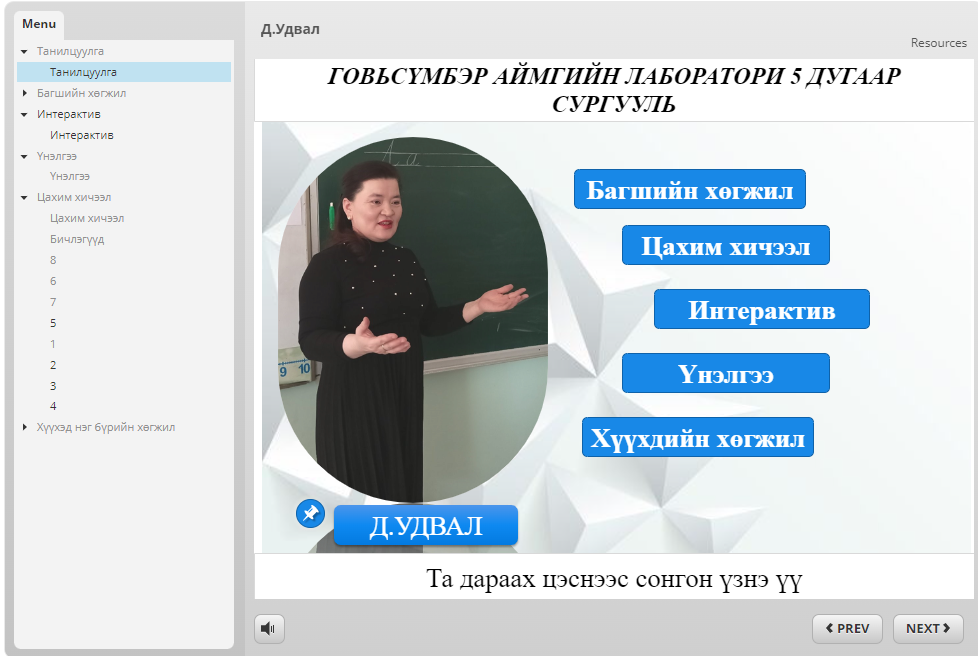 Menu
Танилцуулга
Танилцуулга
Багшийн хөгжил
Интерактив
Интерактив
Үнэлгээ
Үнэлгээ
Цахим хичээл
Цахим хичээл
Бичлэгүүд
8
6
7
5
1
2
3
4
Хүүхэд нэг бүрийн хөгжил
Д.Удвал
Resources
ГОВЬСҮМБЭР АЙМГИЙН ЛАБОРАТОРИ 5 ДУГААР
СУРГУУЛЬ
Багшийн хөгжил
Цахим хичээл
Интерактив
Үнэлгээ
Хүүхдийн хөгжил
9 10
Д.УДВАЛ
Та дараах цэснээс сонгон үзнэ үү
PREV
NEXT